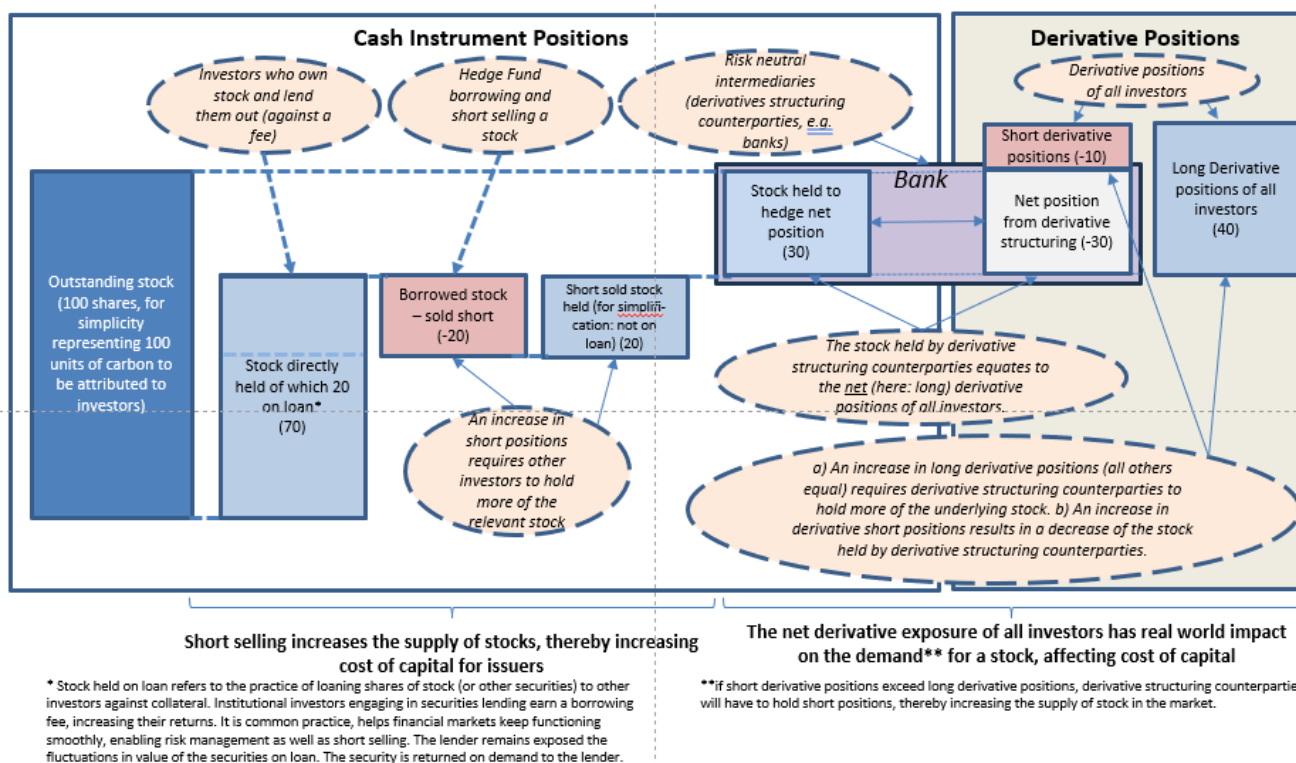 Cash Instrument Positions
Derivative Positions
Investors who own
stock and lend
them out (against a
fee)
Hedge Fund
borrowing and
short selling a
stock
Risk neutral
intermediaries
(derivatives structuring
counterparties, e.g.
banks)
Derivative positions
of all investors
Short derivative
positions (-10)
Bank
Stock held to
hedge net
position
(30)
Net position
from derivative
structuring (-30)
Long Derivative
positions of all
investors
(40)
Outstanding stock
(100 shares, for
simplicity
representing 100
units of carbon to
be attributed to
investors)
Stock directly
held of which 20
on loan*
(70)
Borrowed stock
– sold short
(-20)
Short sold stock
held (for simplifi-
cation: not on
loan) (20)
The stock held by derivative
structuring counterparties equates to
the net (here: long) derivative
positions of all investors.
An increase in
short positions
requires other
investors to hold
more of the
relevant stock
a) An increase in long derivative positions (all others
equal) requires derivative structuring counterparties to
hold more of the underlying stock. b) An increase in
derivative short positions results in a decrease of the stock
held by derivative structuring counterparties.
Short selling increases the supply of stocks, thereby increasing
cost of capital for issuers
* Stock held on loan refers to the practice of loaning shares of stock (or other securities) to other
investors against collateral. Institutional investors engaging in securities lending earn a borrowing
fee, increasing their returns. It is common practice, helps financial markets keep functioning
smoothly, enabling risk management as well as short selling. The lender remains exposed the
fluctuations in value of the securities on loan. The security is returned on demand to the lender.
The net derivative exposure of all investors has real world impact
on the demand** for a stock, affecting cost of capital
**if short derivative positions exceed long derivative positions, derivative structuring counterpartie
will have to hold short positions, thereby increasing the supply of stock in the market.